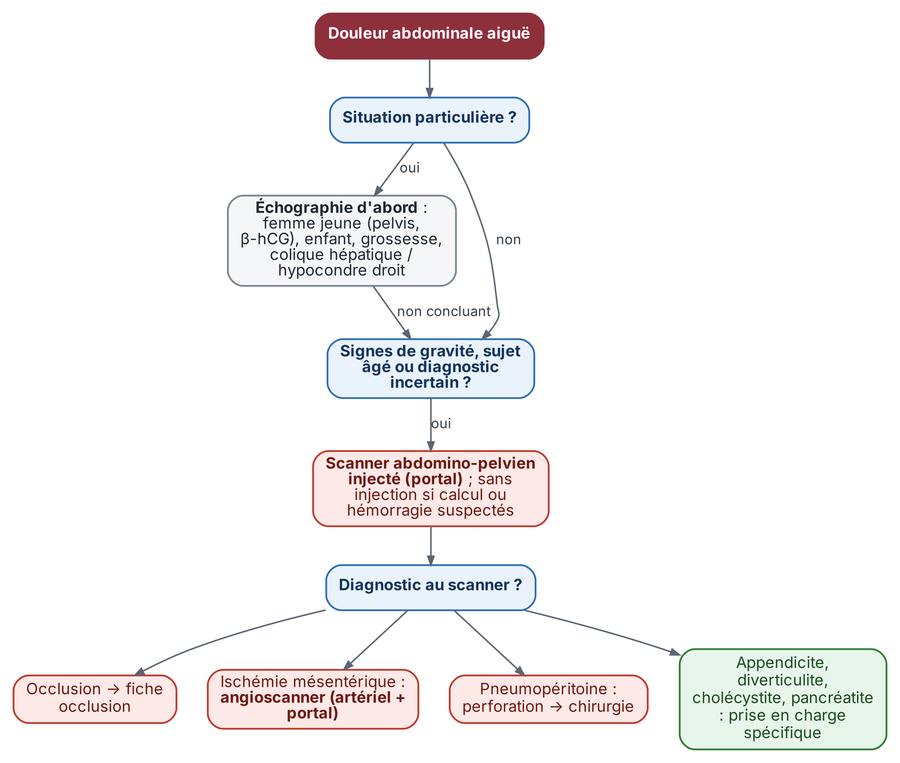 Douleur abdominale aiguë
Situation particulière ?
oui
Échographie d'abord :
femme jeune (pelvis,
β-hCG), enfant, grossesse,
colique hépatique /
hypocondre droit
non
non concluant
Signes de gravité, sujet
âgé ou diagnostic
incertain ?
oui
Scanner abdomino-pelvien
injecté (portal) ; sans
injection si calcul ou
hémorragie suspectés
Diagnostic au scanner ?
Occlusion → fiche
occlusion
Ischémie mésentérique :
angioscanner (artériel +
portal)
Pneumopéritoine :
perforation → chirurgie
Appendicite,
diverticulite,
cholécystite, pancréatite
: prise en charge
spécifique